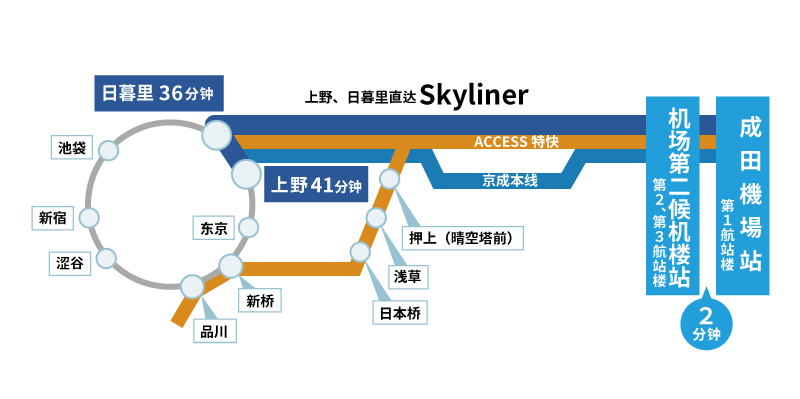 日暮里 36分钟
上野、日暮里直达 Skyliner
ACCESS 特快
京成本线
上野 41分钟
池袋
新宿
涩谷
品川
新桥
东京
押上（晴空塔前）
浅草
日本桥
机场第二候机楼站
第2、第3航站楼
成田機場站
第1航站楼
2
分钟